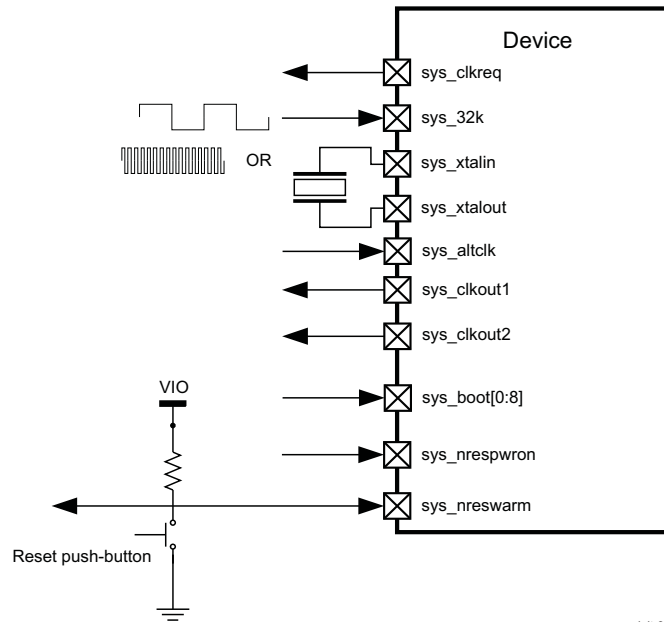 Device
sys_clkreq
sys_32k
OR
sys_xtalin
sys_xtalout
sys_altclk
sys_clkout1
sys_clkout2
VIO
sys_boot[0:8]
sys_nrespwron
sys_nreswarm
Reset push-button